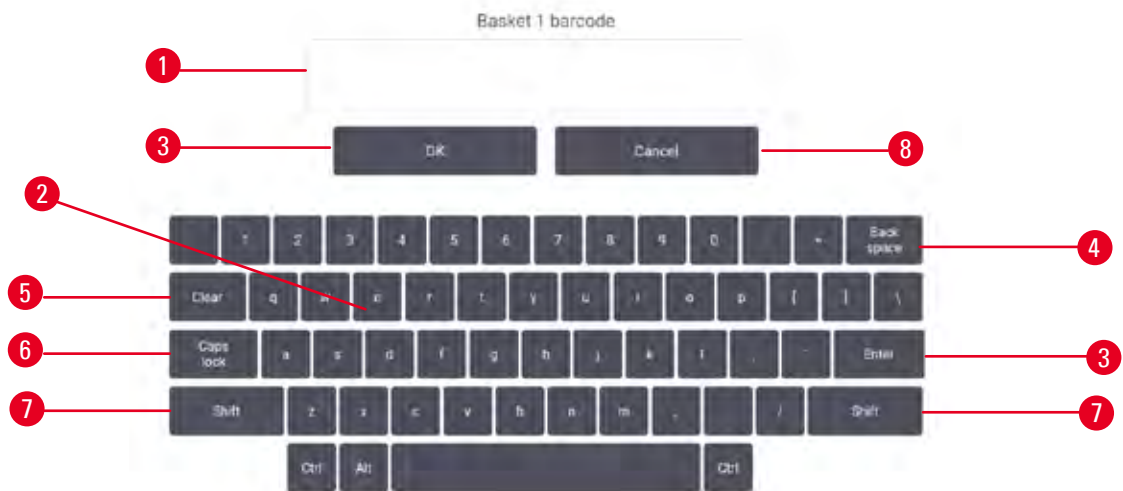 Basket 1 barcode
1
3 OK Cancel 8
2
1 2 3 4 5 6 7 8 9 0 = Back space 4
5 Clear q w e r t y u i o p [ ] \
6 Caps lock a s d f g h j k l ; ' Enter 3
7 Shift z x c v b n m , / Shift 7
Ctrl Alt Ctrl